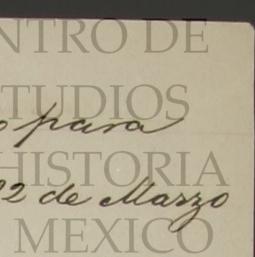 NTRO DE
TUDIOS
o para
HISTORIA
2 de Marzo
MEXICO